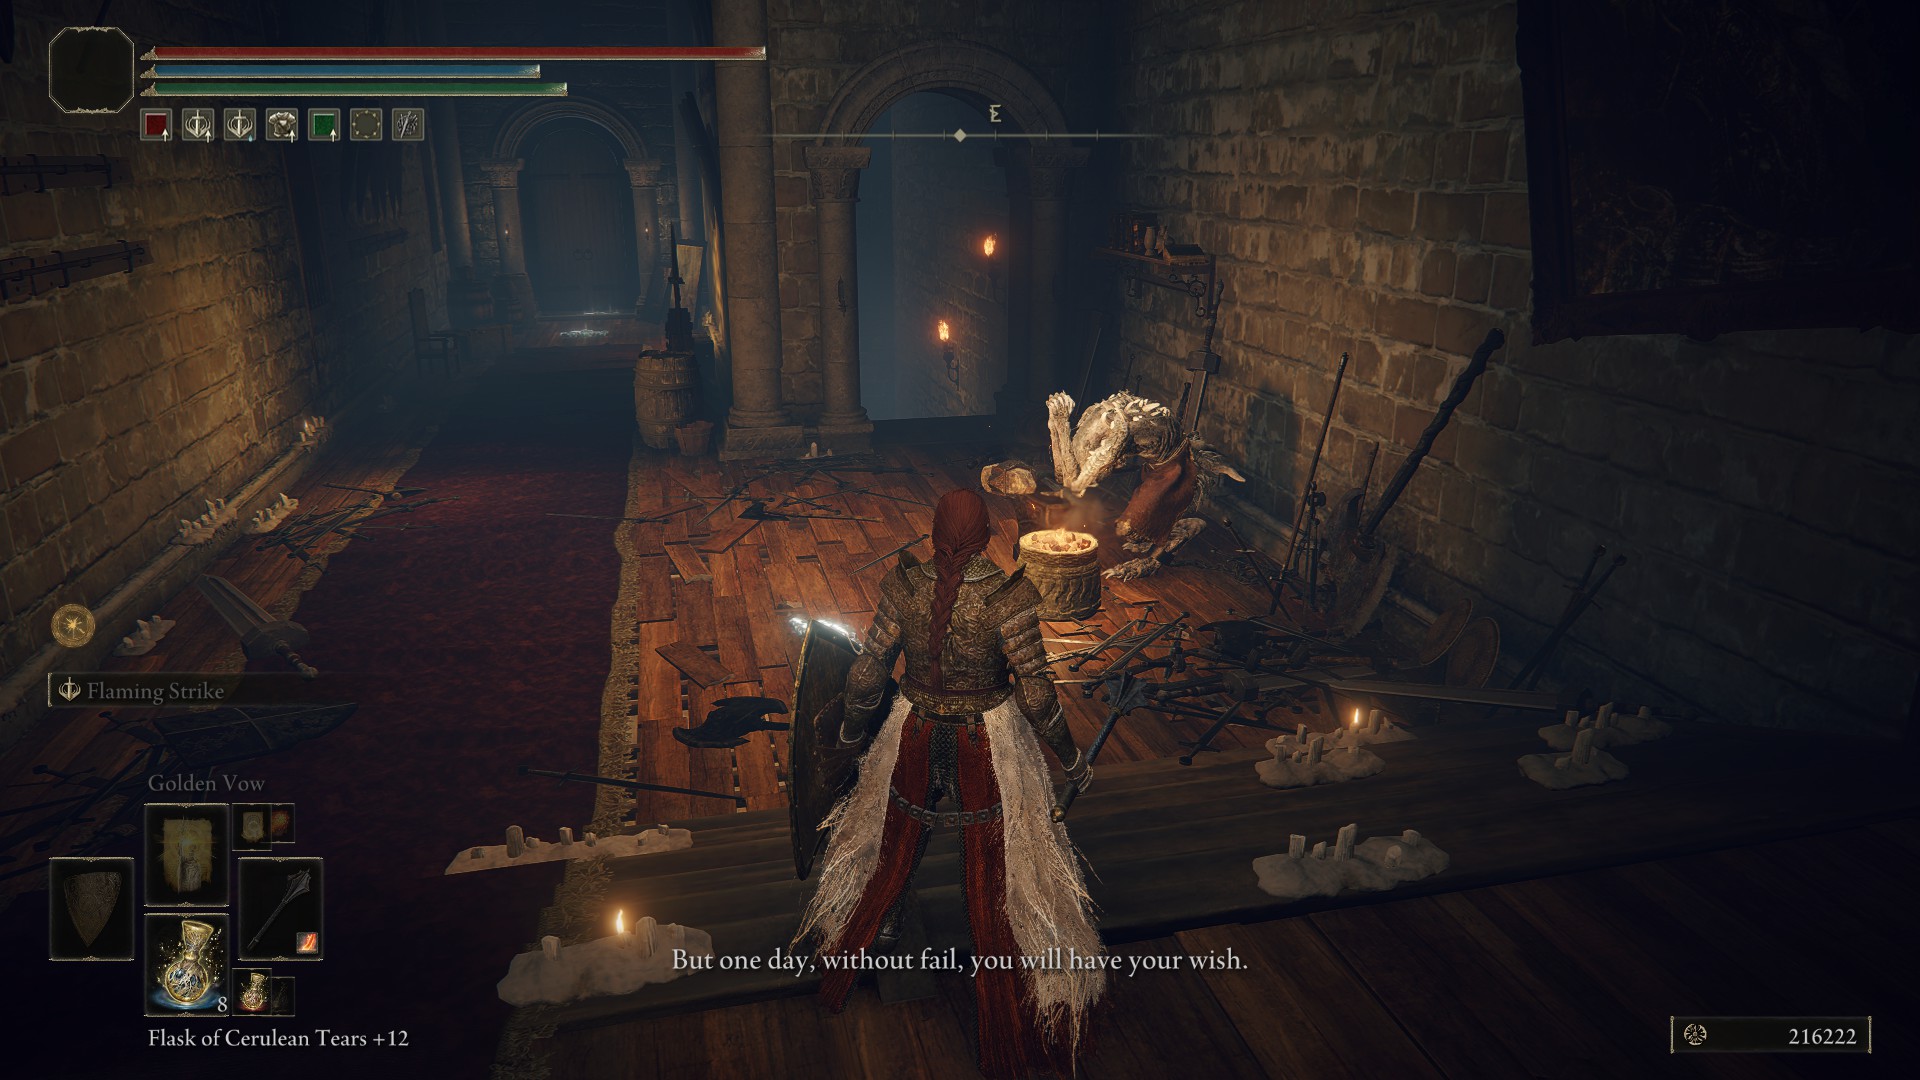 E
Flaming Strike
Golden Vow
8
Flask of Cerulean Tears +12
But one day, without fail, you will have your wish.
216222